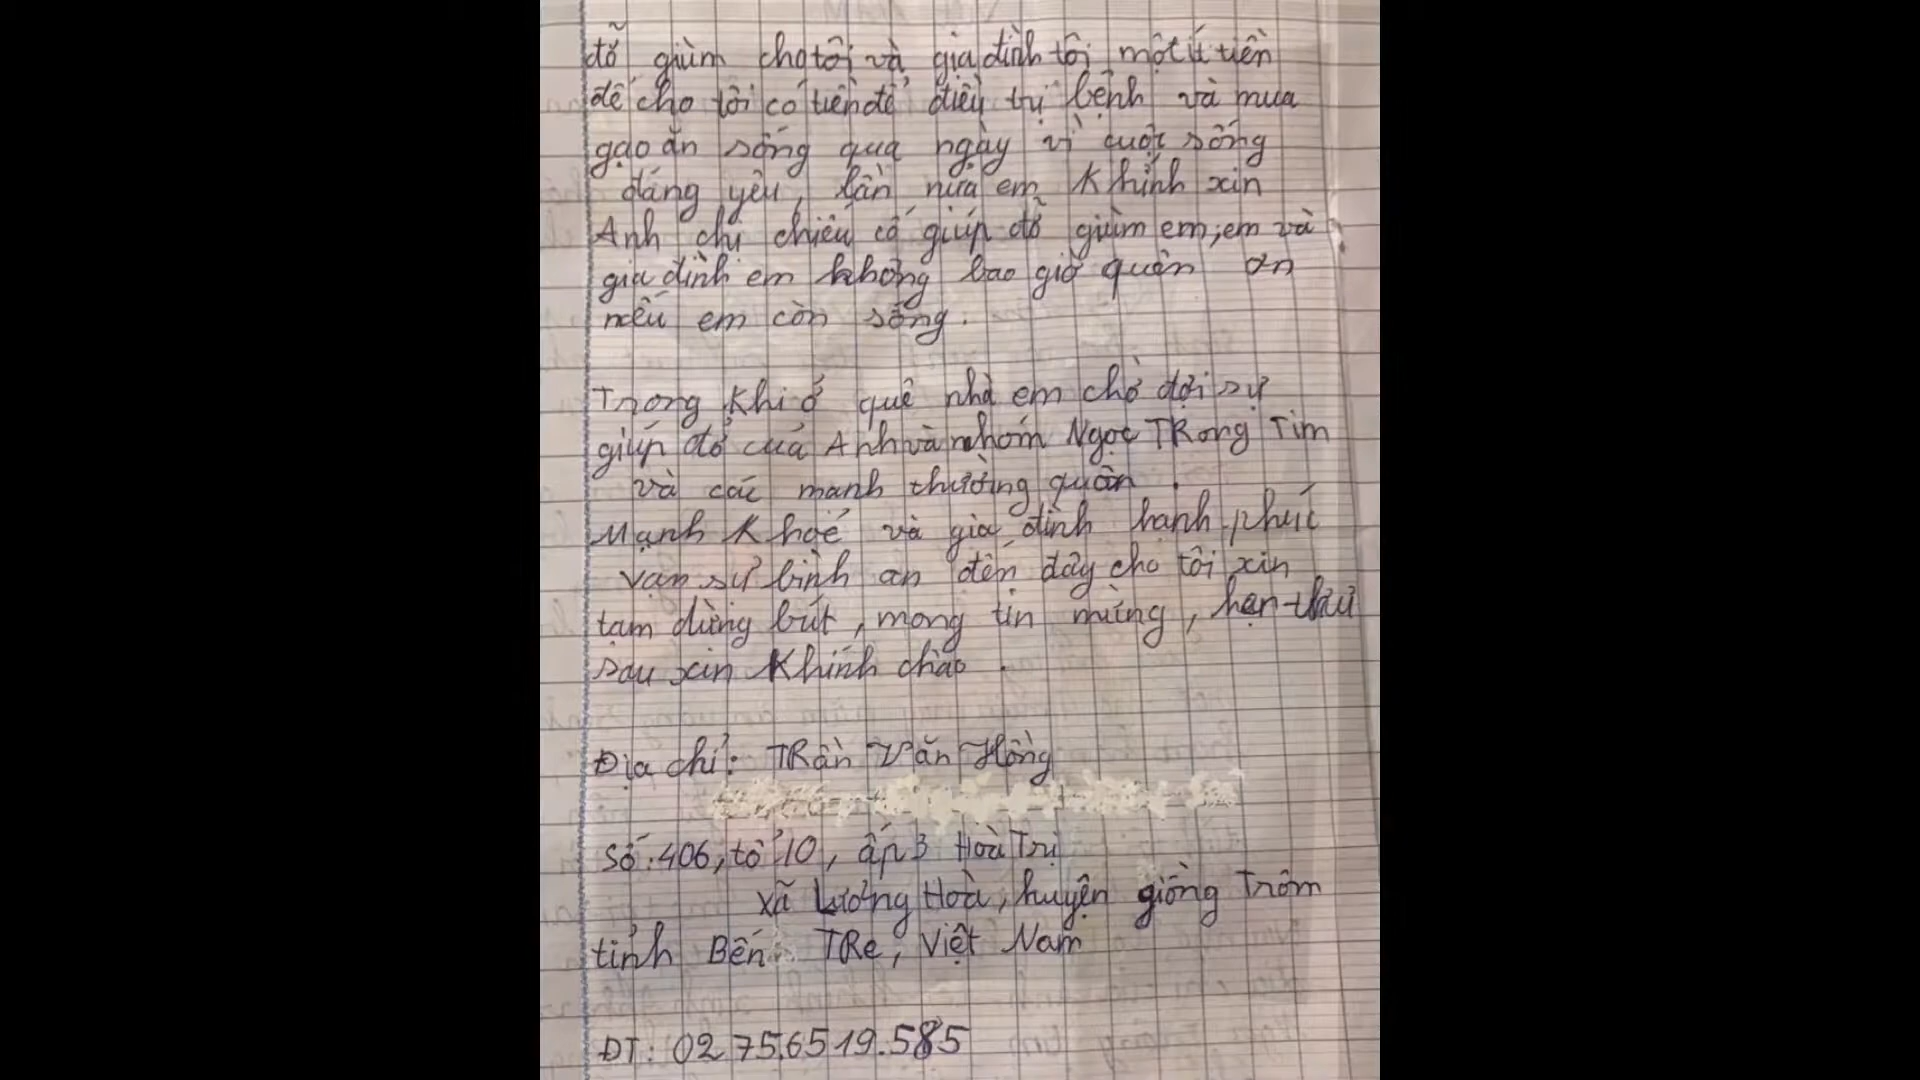 đỡ giùm cho tôi và gia đình tôi một ít tiền
để cho tôi có tiền để điều trị bệnh và mua
gạo ăn sống qua ngày vì cuộc sống
đáng yêu, lần nữa em Khính xin
Anh chị chiếu cố giúp đỡ giùm em, em và
gia đình em không bao giờ quên ơn
nếu em còn sống.
Trong khi ở quê nhà em chờ đợi sự
giúp đỡ của Anh và nhóm Ngọc TRong Tim
và các mạnh thường quân.
Mạnh Khoẻ và gia đình hạnh phúc
vạn sự bình an đến đây cho tôi xin
tạm dừng bút, mong tin mừng, hẹn thư
sau xin Khính chào.
Địa chỉ: TRần Văn Hồng
Số: 406, tổ 10, ấp 3 Hoà Trị
xã Lương Hoà, huyện giồng Trôm
tỉnh Bến TRe, Việt Nam
ĐT: 02756519.585